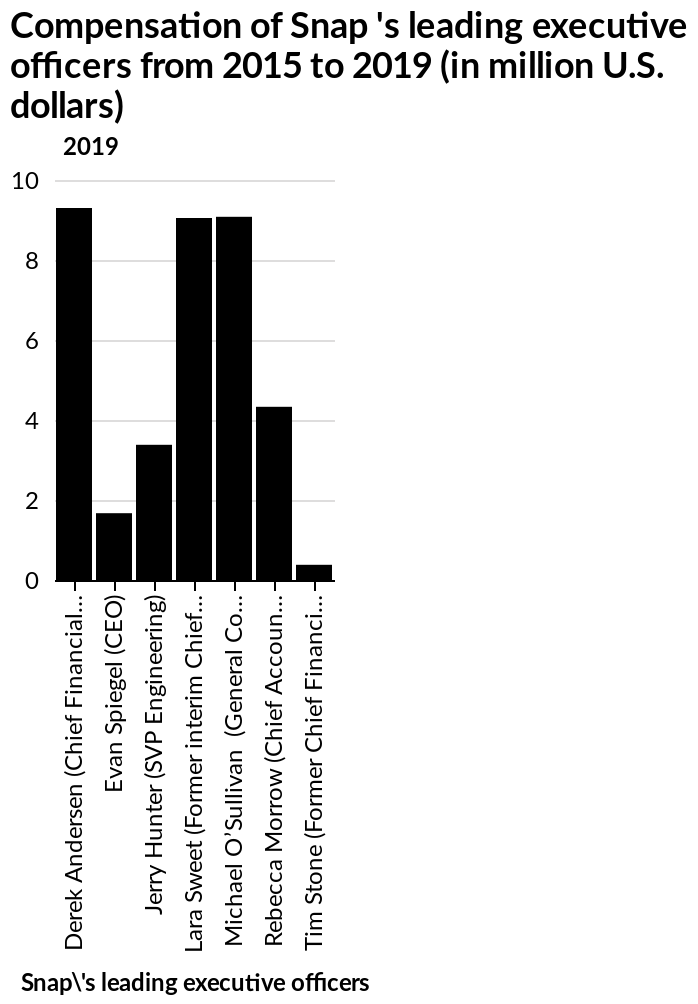 Compensation of Snap 's leading executive
officers from 2015 to 2019 (in million U.S.
dollars)
2019
10
8
6
4
2
0
Derek Andersen (Chief Financial...
Evan Spiegel (CEO)
Jerry Hunter (SVP Engineering)
Lara Sweet (Former interim Chief...
Michael O’Sullivan  (General Co...
Rebecca Morrow (Chief Accoun...
Tim Stone (Former Chief Financi...
Snap\'s leading executive officers